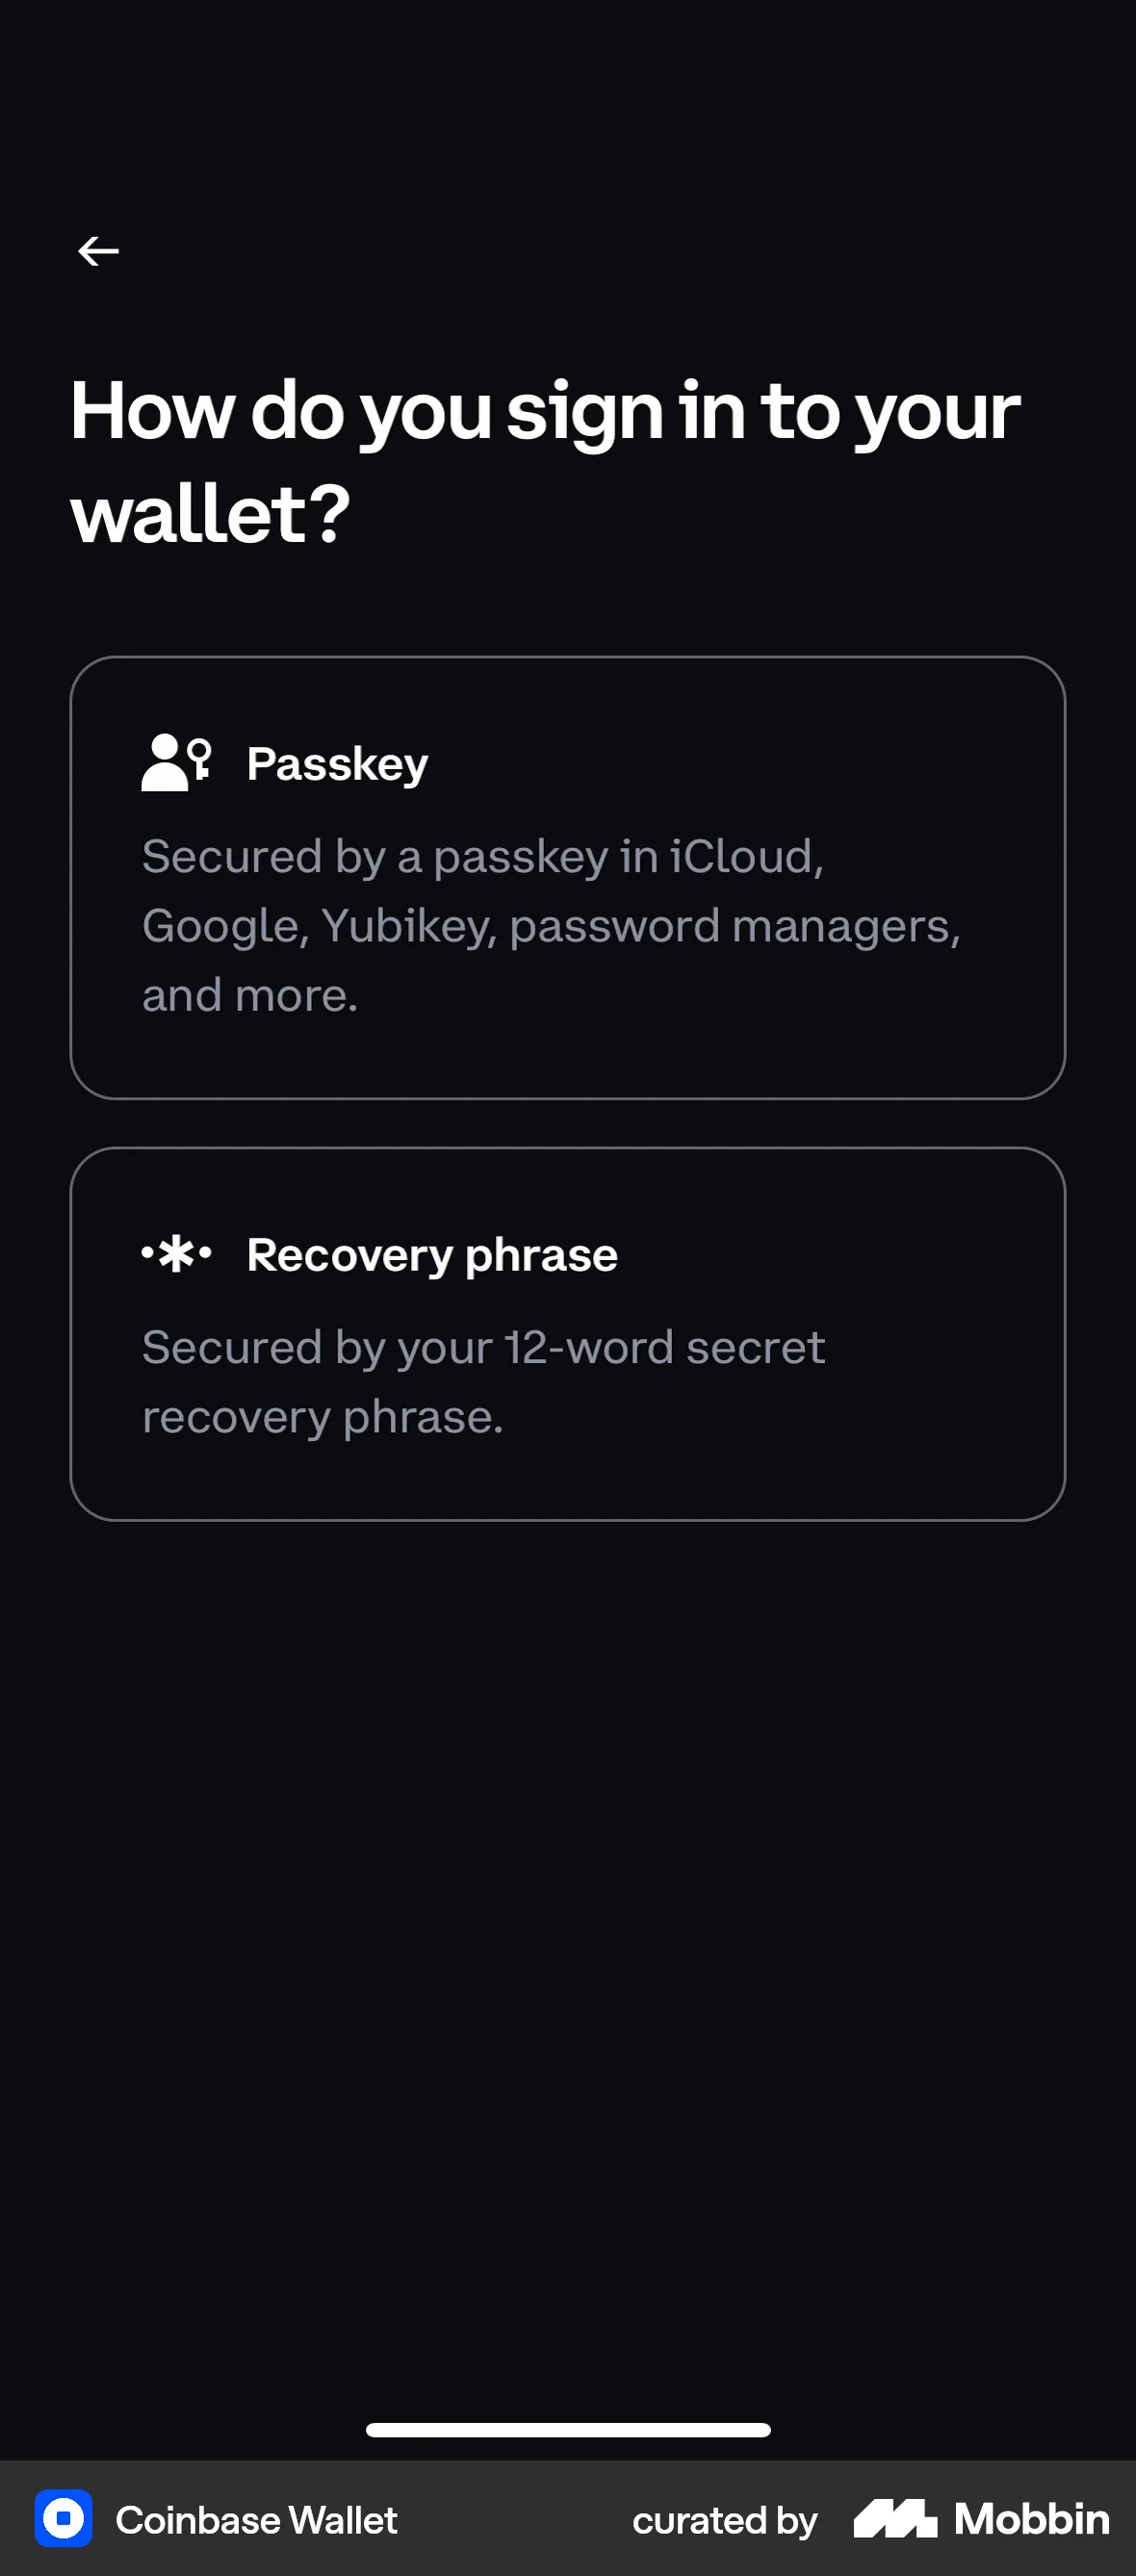 How do you sign in to your
wallet?
Passkey
Secured by a passkey in iCloud,
Google, Yubikey, password managers,
and more.
Recovery phrase
Secured by your 12-word secret
recovery phrase.
Coinbase Wallet
curated by Mobbin